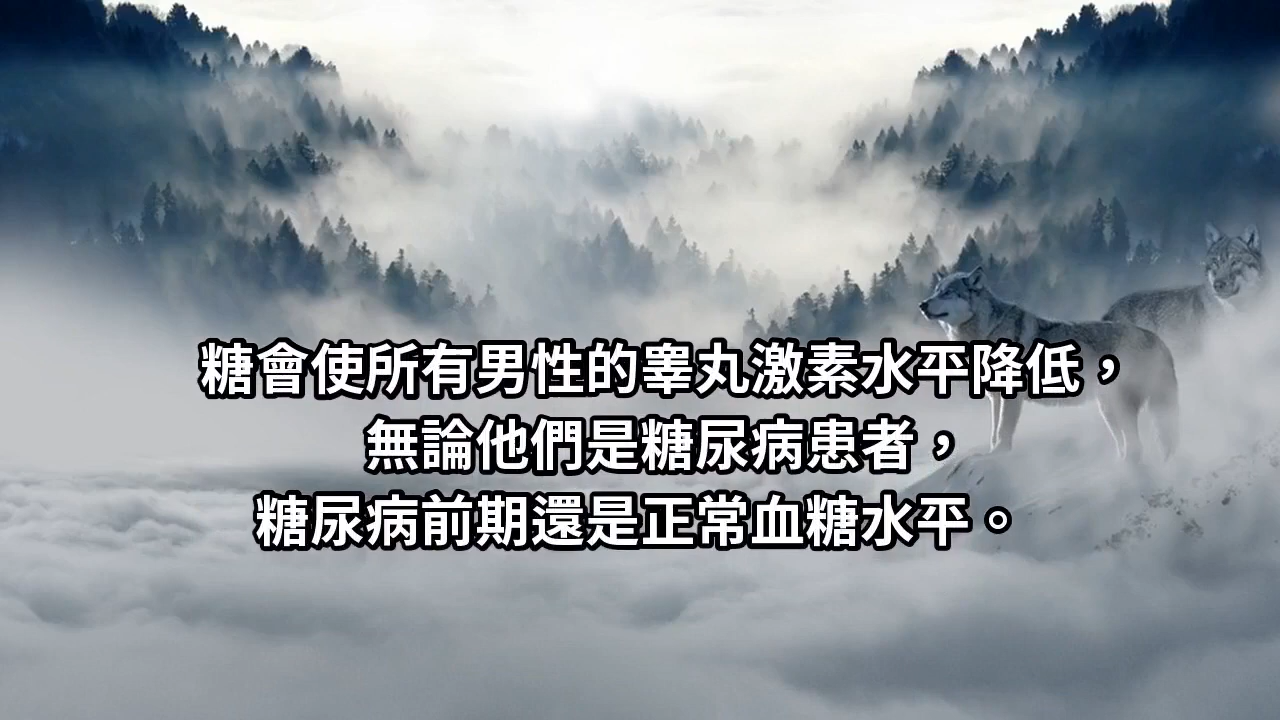 糖會使所有男性的睾丸激素水平降低，
無論他們是糖尿病患者，
糖尿病前期還是正常血糖水平。